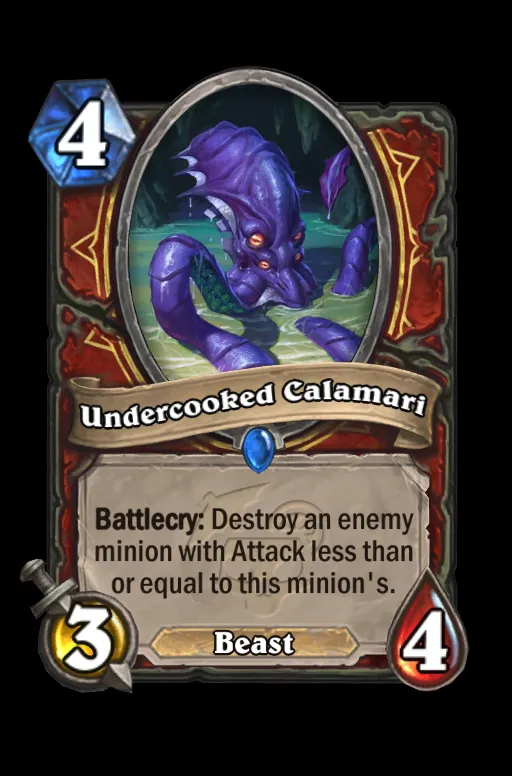 4
Undercooked Calamari
Battlecry: Destroy an enemy
minion with Attack less than
or equal to this minion's.
3
Beast
4